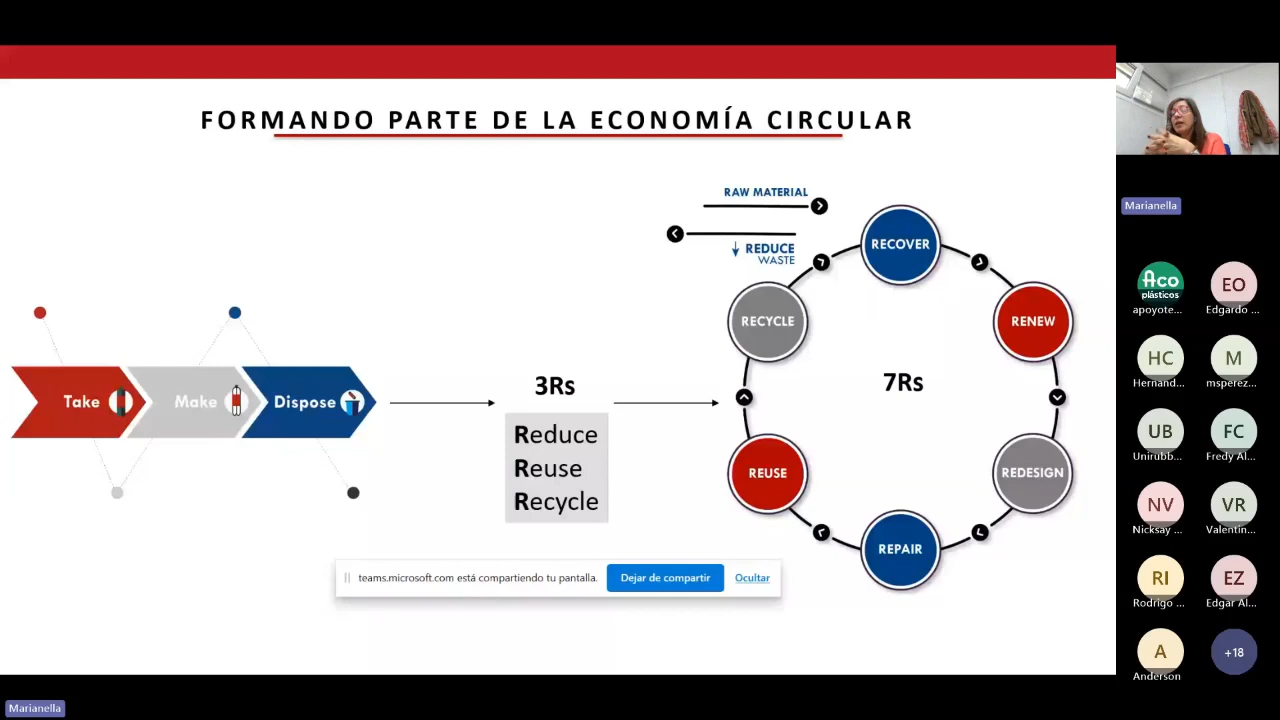 FORMANDO PARTE DE LA ECONOMÍA CIRCULAR
RAW MATERIAL
REDUCE
WASTE
RECOVER
RECYCLE
RENEW
Take
Make
Dispose
3Rs
Reduce
Reuse
Recycle
7Rs
REUSE
REDESIGN
REPAIR
teams.microsoft.com está compartiendo tu pantalla.
Dejar de compartir
Ocultar
Marianella
Aco
plásticos
apoyote...
EO
Edgardo ...
HC
Hernand...
M
msperez...
UB
Unirubb...
FC
Fredy Al...
NV
Nicksay ...
VR
Valentin...
RI
Rodrigo ...
EZ
Edgar Al...
A
Anderson
+18
Marianella